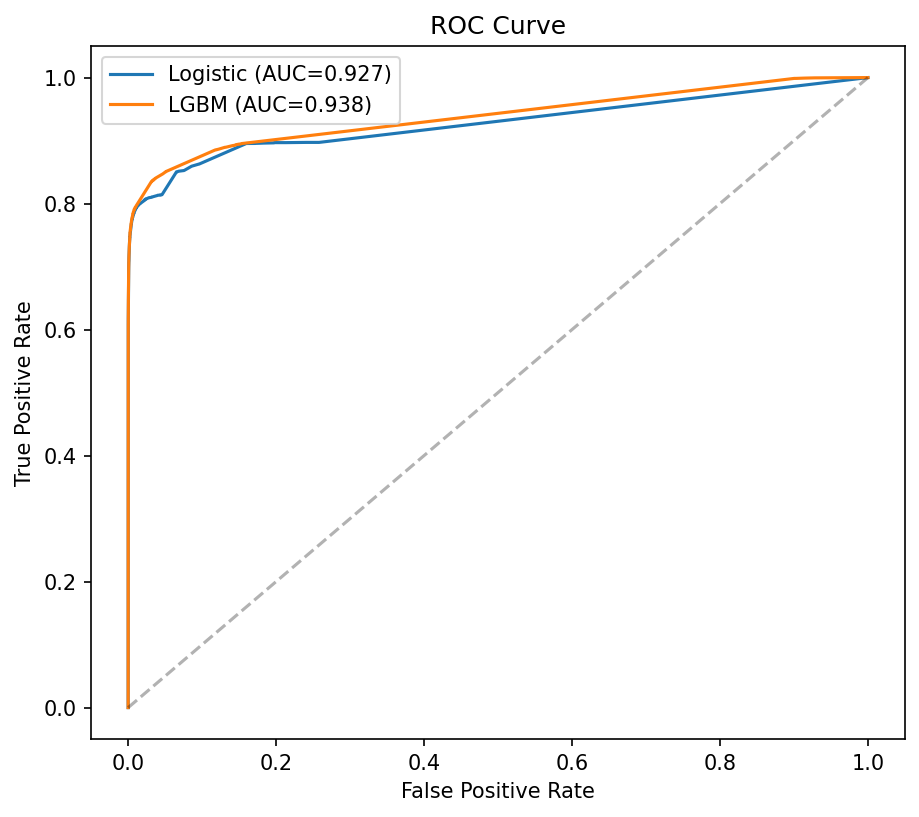 ROC Curve
Logistic (AUC=0.927)
LGBM (AUC=0.938)
1.0
0.8
0.6
0.4
0.2
0.0
True Positive Rate
0.0 0.2 0.4 0.6 0.8 1.0
False Positive Rate